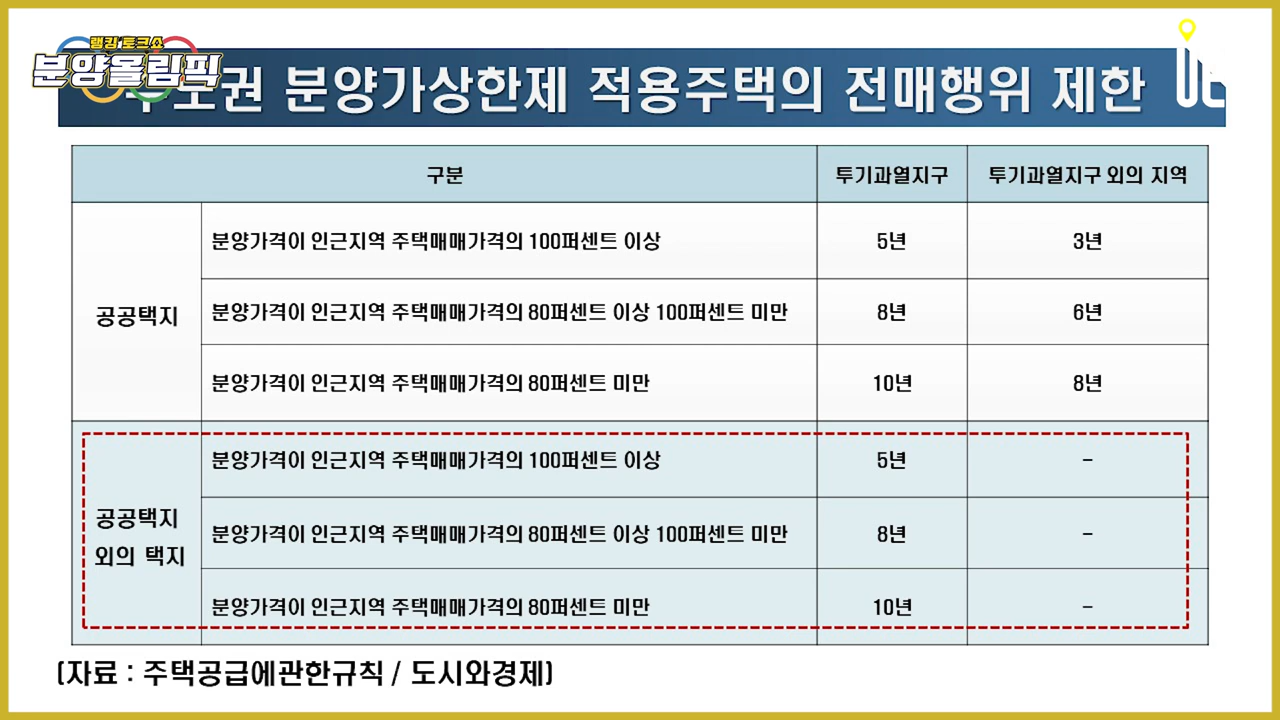 랭킹 토크쇼
분양올림픽
수도권 분양가상한제 적용주택의 전매행위 제한
구분 투기과열지구 투기과열지구 외의 지역
공공택지
분양가격이 인근지역 주택매매가격의 100퍼센트 이상 5년 3년
분양가격이 인근지역 주택매매가격의 80퍼센트 이상 100퍼센트 미만 8년 6년
분양가격이 인근지역 주택매매가격의 80퍼센트 미만 10년 8년
공공택지
외의 택지
분양가격이 인근지역 주택매매가격의 100퍼센트 이상 5년 -
분양가격이 인근지역 주택매매가격의 80퍼센트 이상 100퍼센트 미만 8년 -
분양가격이 인근지역 주택매매가격의 80퍼센트 미만 10년 -
(자료 : 주택공급에관한규칙 / 도시와경제)